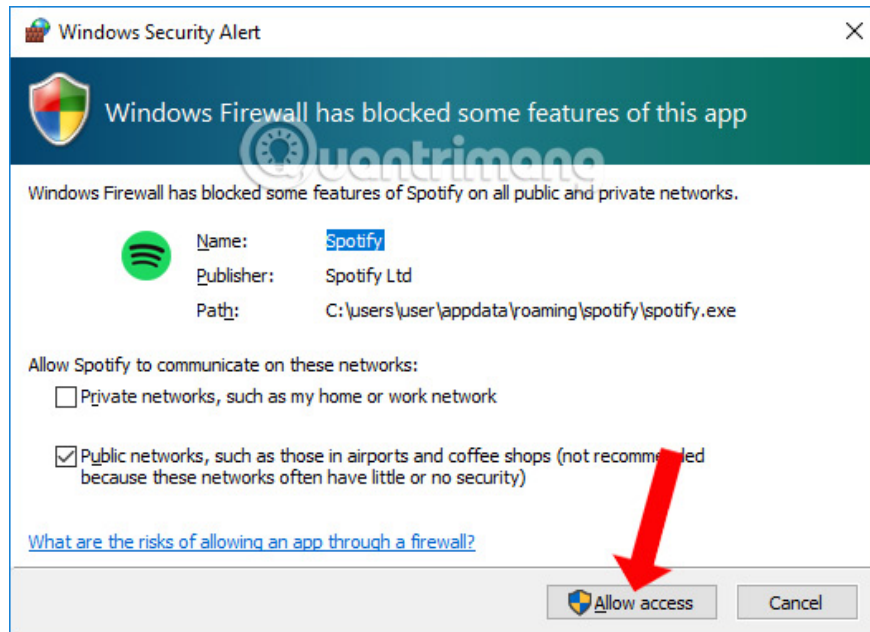 Windows Security Alert
Windows Firewall has blocked some features of this app
Quantrimang
Windows Firewall has blocked some features of Spotify on all public and private networks.
Name: Spotify
Publisher: Spotify Ltd
Path: C:\users\user\appdata\roaming\spotify\spotify.exe
Allow Spotify to communicate on these networks:
Private networks, such as my home or work network
Public networks, such as those in airports and coffee shops (not recommended
because these networks often have little or no security)
What are the risks of allowing an app through a firewall?
Allow access Cancel